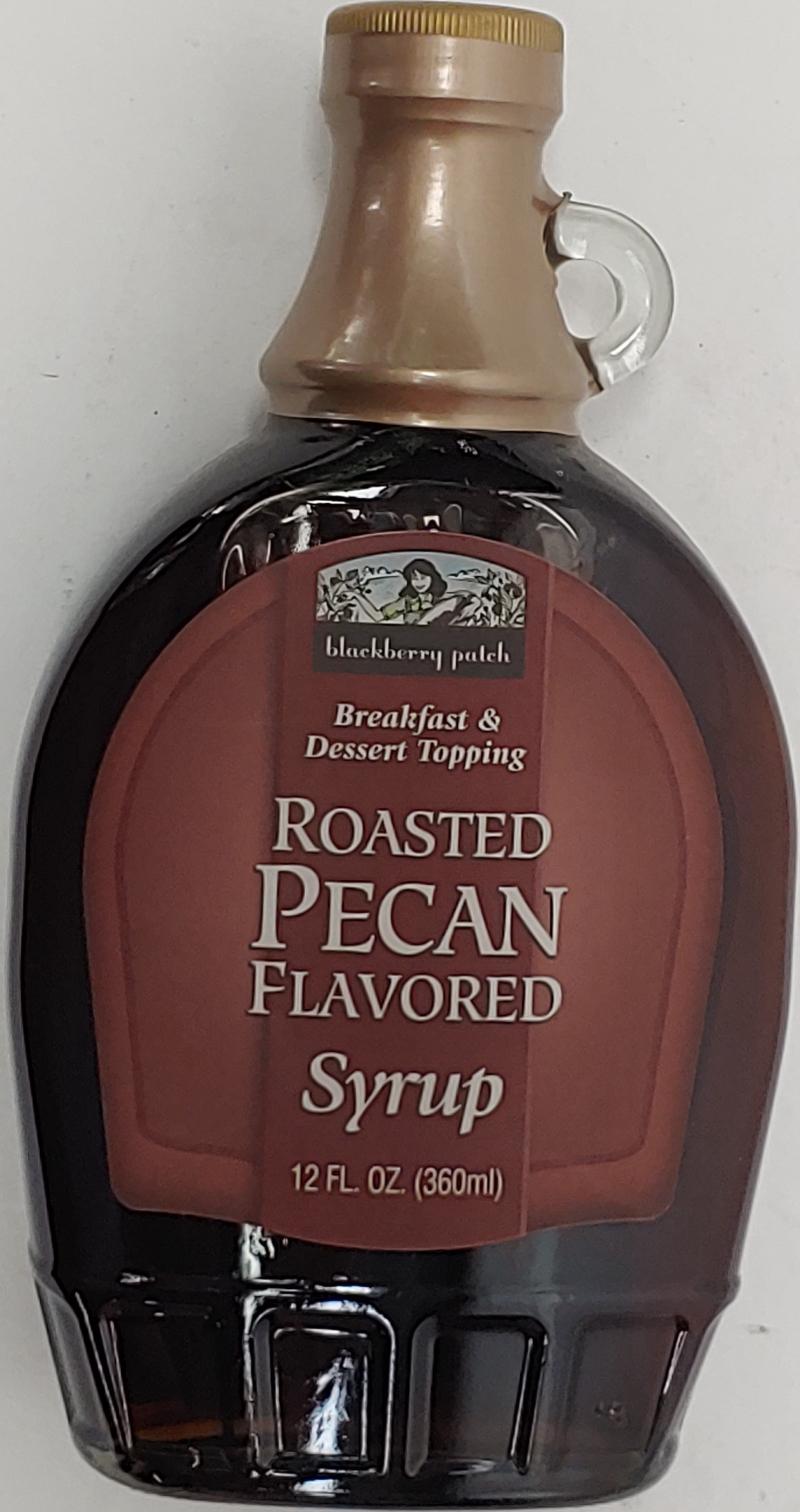 blackberry patch
Breakfast &
Dessert Topping
ROASTED
PECAN
FLAVORED
Syrup
12 FL. OZ. (360ml)